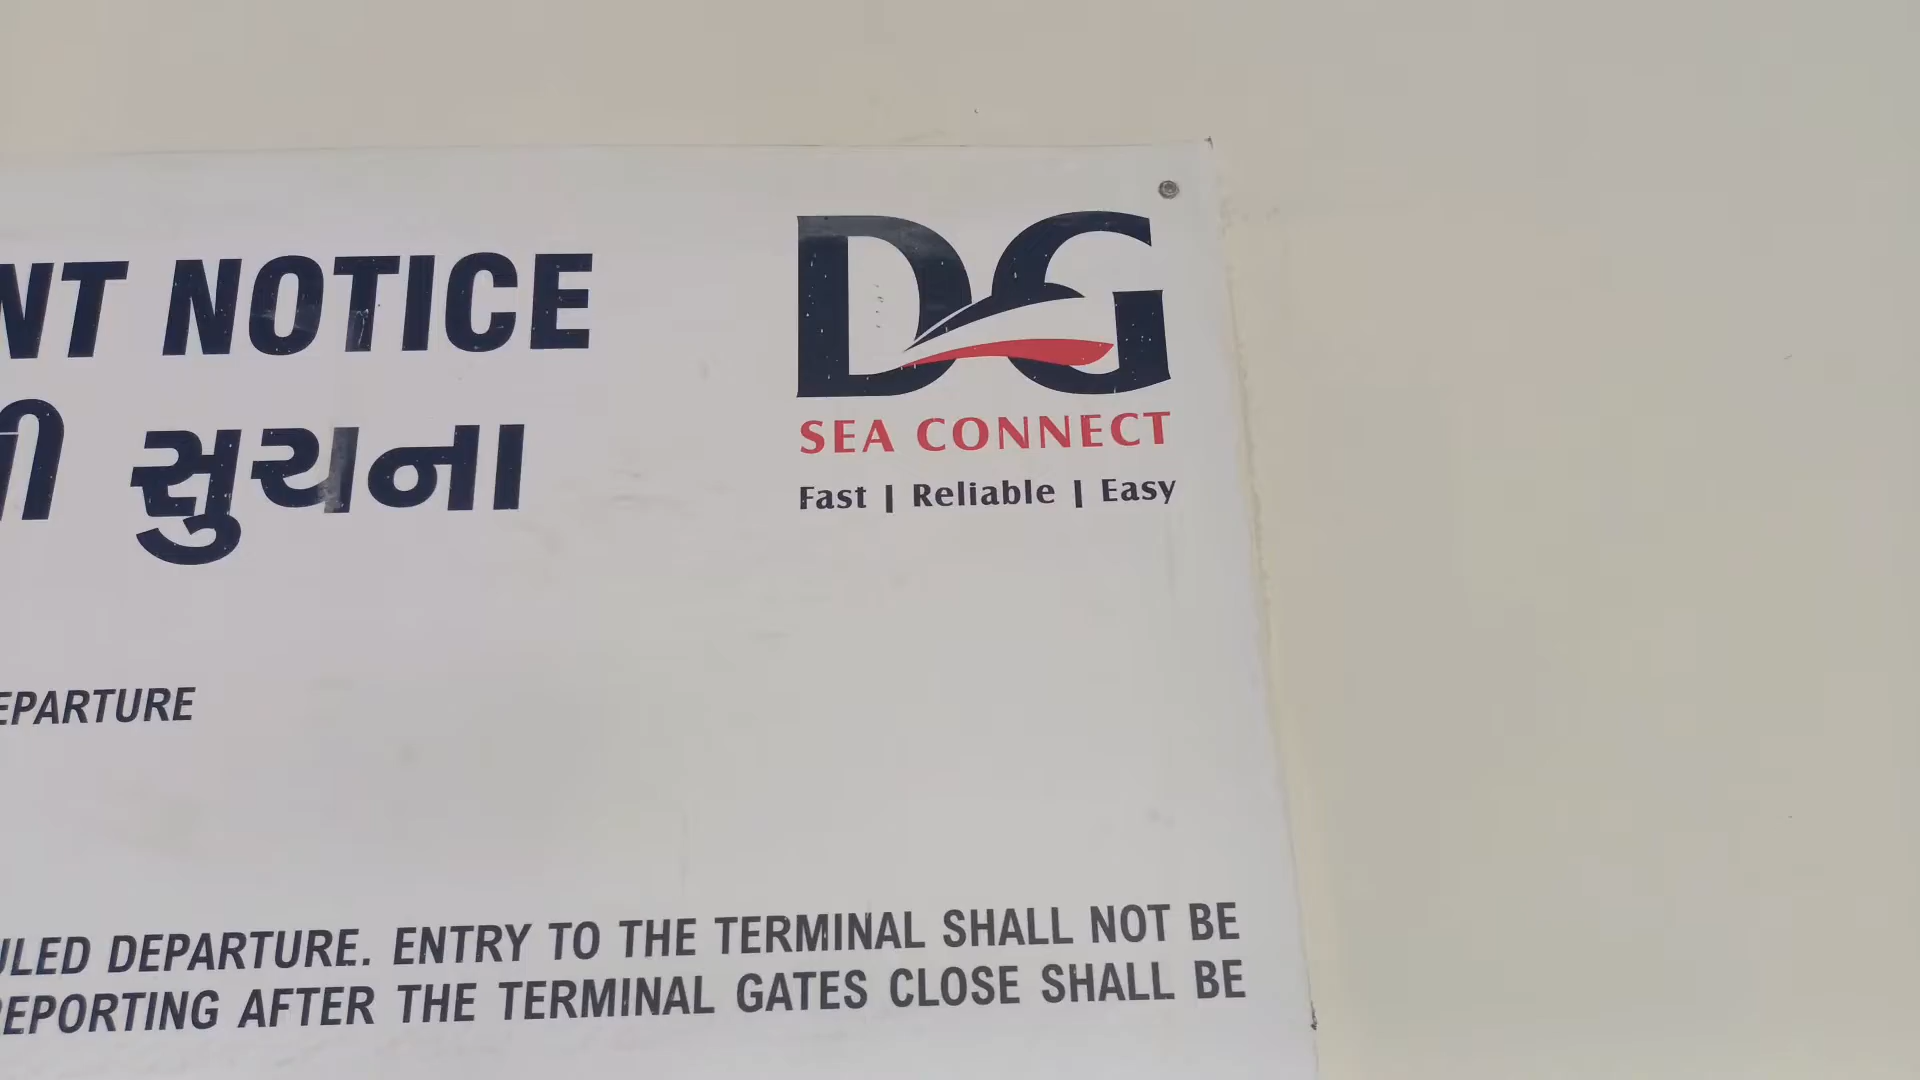 NT NOTICE
DG
સુચના
SEA CONNECT
Fast | Reliable | Easy
EPARTURE
ULED DEPARTURE. ENTRY TO THE TERMINAL SHALL NOT BE
REPORTING AFTER THE TERMINAL GATES CLOSE SHALL BE